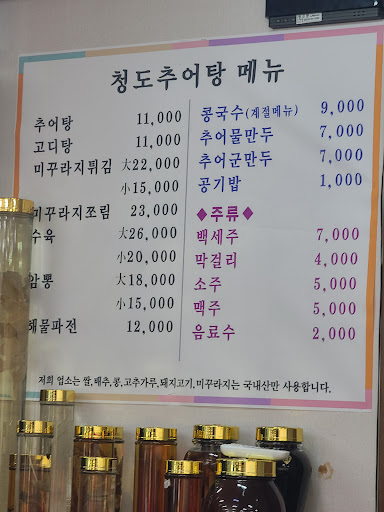 청도추어탕 메뉴
추어탕 11,000
고디탕 11,000
미꾸라지튀김 大22,000
小15,000
미꾸라지쪼림 23,000
수육 大26,000
小20,000
암뽕 大18,000
小15,000
해물파전 12,000
콩국수(계절메뉴) 9,000
추어물만두 7,000
추어군만두 7,000
공기밥 1,000
◆주류◆
백세주 7,000
막걸리 4,000
소주 5,000
맥주 5,000
음료수 2,000
저희 업소는 쌀,배추,콩,고추가루,돼지고기,미꾸라지는 국내산만 사용합니다.